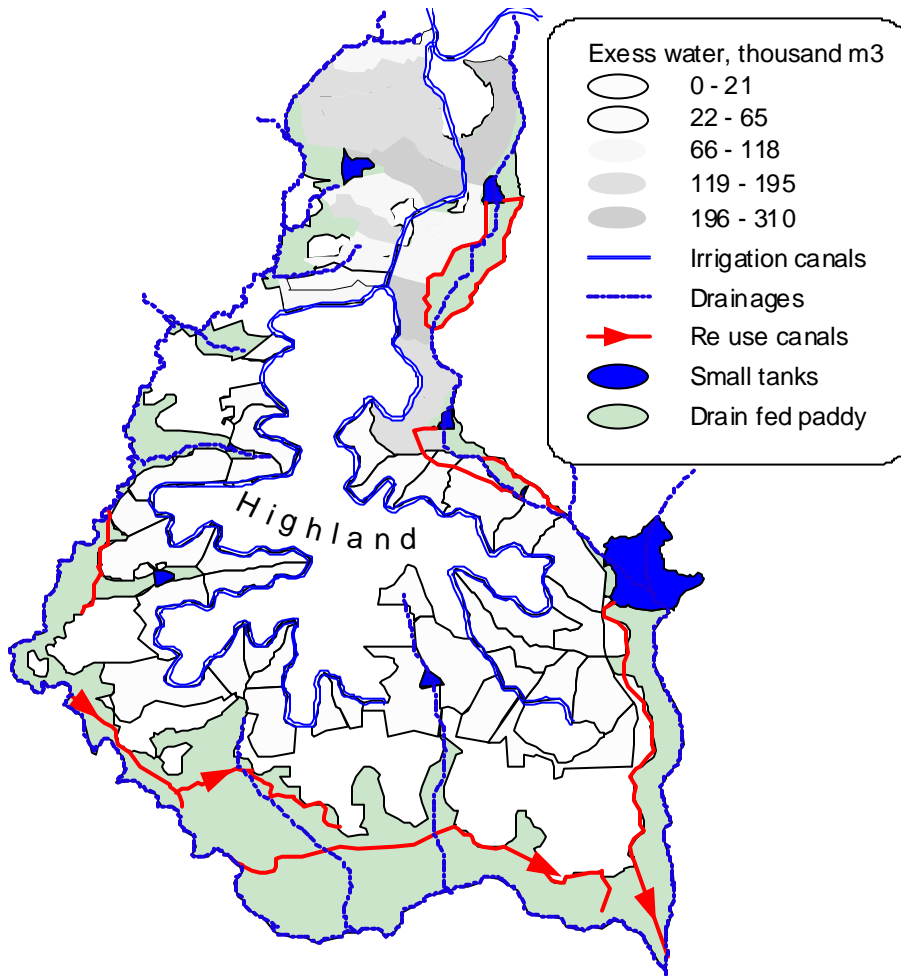 Exess water, thousand m3
0 - 21
22 - 65
66 - 118
119 - 195
196 - 310
Irrigation canals
Drainages
Re use canals
Small tanks
Drain fed paddy
Highland